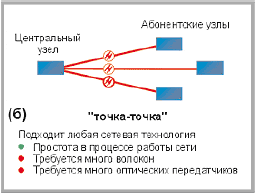 Абонентские узлы
Центральный
узел
(б)
"точка-точка"
Подходит любая сетевая технология
Простота в процессе работы сети
Требуется много волокон
Требуется много оптических передатчиков